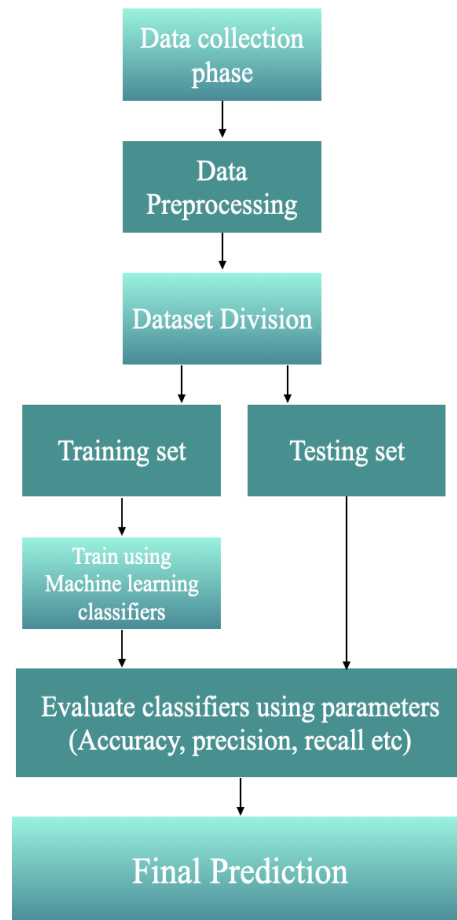 Data collection
phase
Data
Preprocessing
Dataset Division
Training set
Testing set
Train using
Machine learning
classifiers
Evaluate classifiers using parameters
(Accuracy, precision, recall etc)
Final Prediction